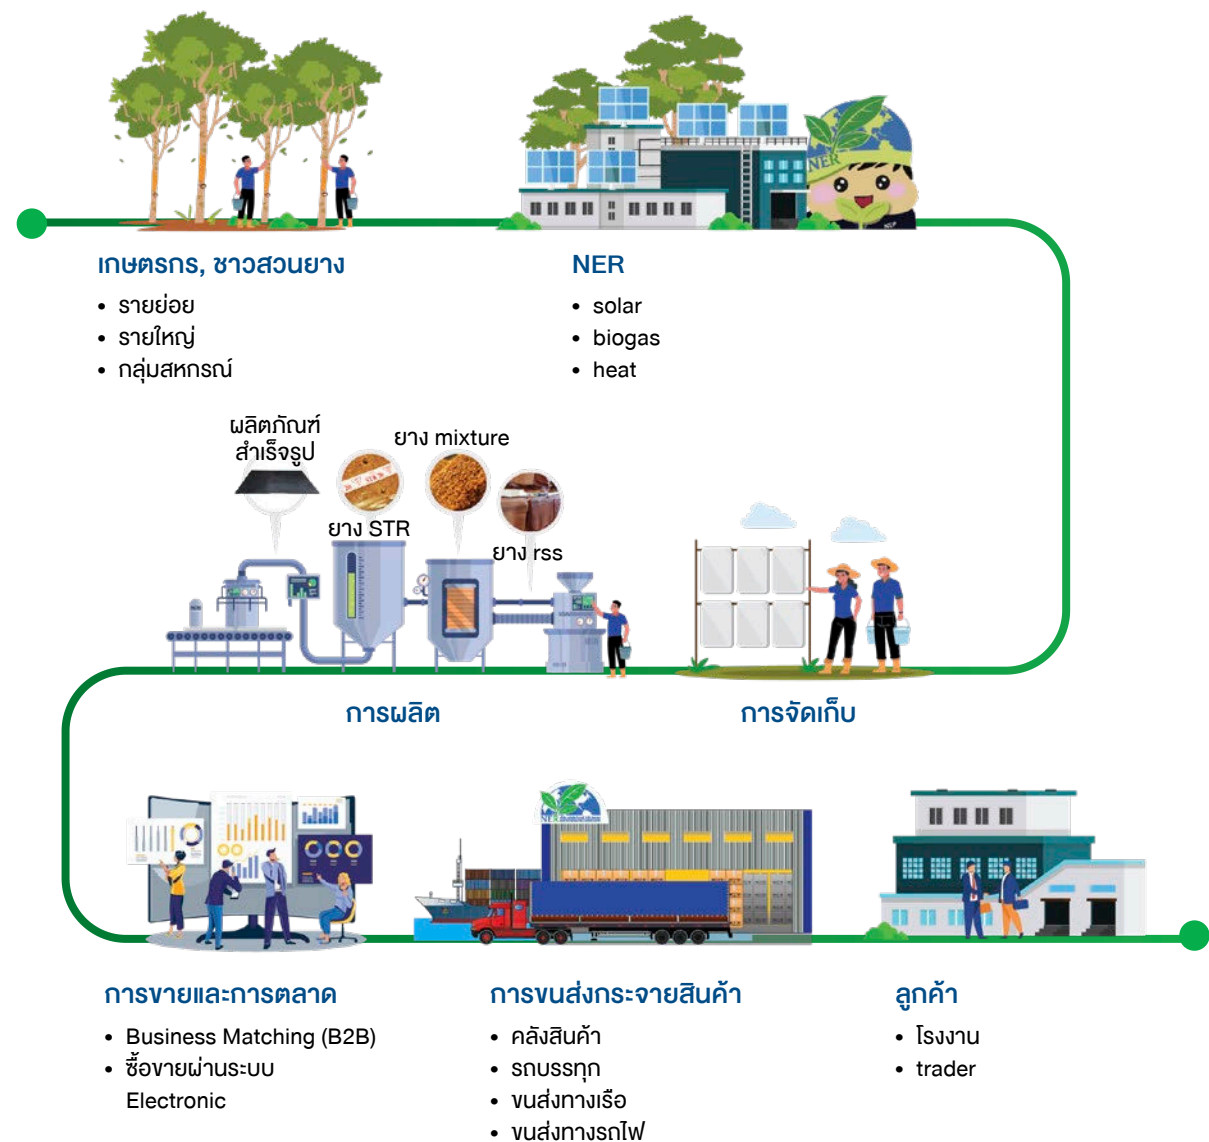 NER
เกษตรกร, ชาวสวนยาง
• รายย่อย
• รายใหญ่
• กลุ่มสหกรณ์
NER
• solar
• biogas
• heat
ผลิตภัณฑ์
สำเร็จรูป
ยาง mixture
ยาง STR
ยาง rss
การผลิต
การจัดเก็บ
NER
การขายและการตลาด
• Business Matching (B2B)
• ซื้อขายผ่านระบบ
Electronic
การขนส่งกระจายสินค้า
• คลังสินค้า
• รถบรรทุก
• ขนส่งทางเรือ
• ขนส่งทางรถไฟ
ลูกค้า
• โรงงาน
• trader